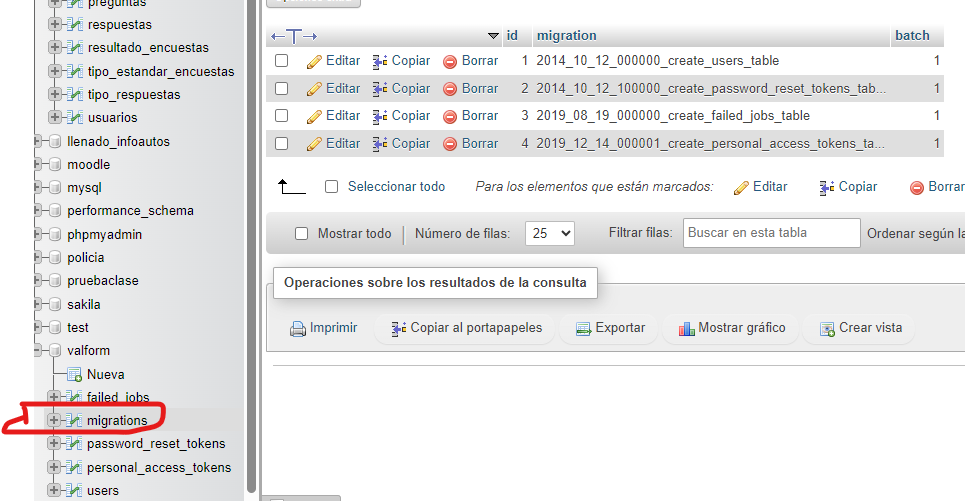 preguntas
respuestas
resultado_encuestas
tipo_estandar_encuestas
tipo_respuestas
usuarios
llenado_infoautos
moodle
mysql
performance_schema
phpmyadmin
policia
pruebaclase
sakila
test
valform
Nueva
failed_jobs
migrations
password_reset_tokens
personal_access_tokens
users
id migration batch
Editar Copiar Borrar 1 2014_10_12_000000_create_users_table 1
Editar Copiar Borrar 2 2014_10_12_100000_create_password_reset_tokens_tab... 1
Editar Copiar Borrar 3 2019_08_19_000000_create_failed_jobs_table 1
Editar Copiar Borrar 4 2019_12_14_000001_create_personal_access_tokens_ta... 1
Seleccionar todo Para los elementos que están marcados: Editar Copiar Borrar
Mostrar todo Número de filas: 25 Filtrar filas: Buscar en esta tabla Ordenar según la
Operaciones sobre los resultados de la consulta
Imprimir Copiar al portapapeles Exportar Mostrar gráfico Crear vista